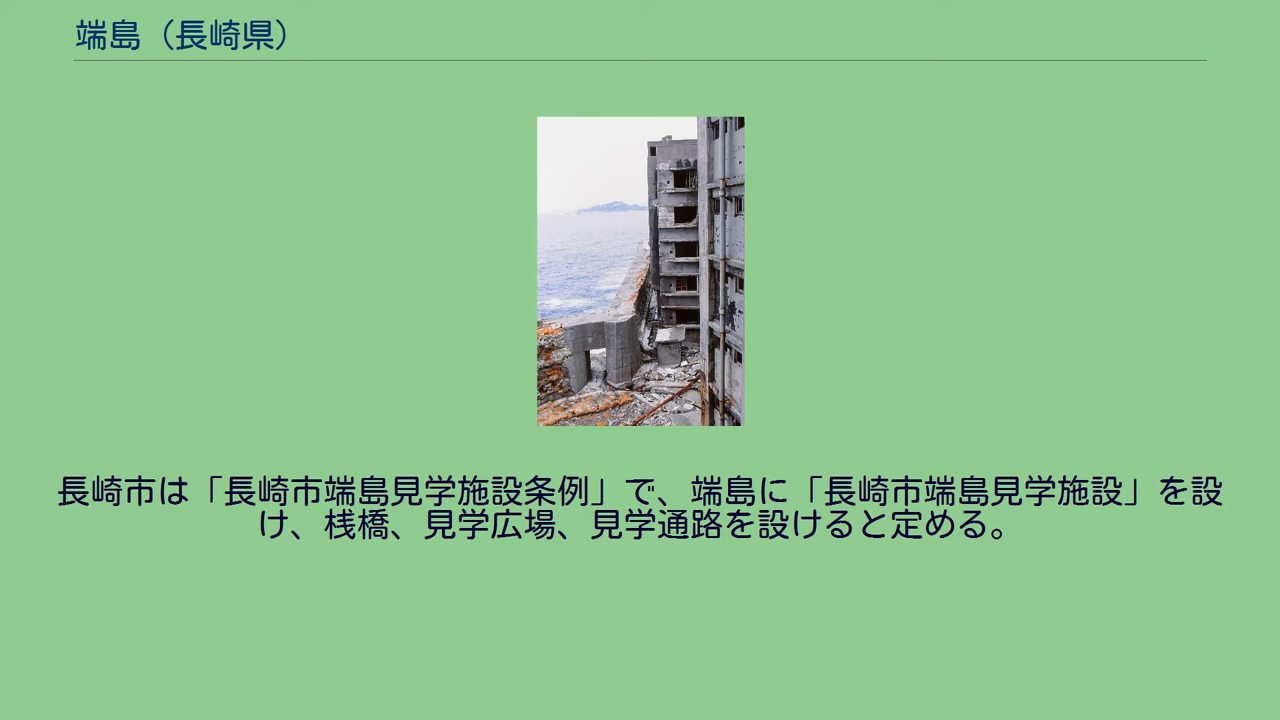 端島（長崎県）
長崎市は「長崎市端島見学施設条例」で、端島に「長崎市端島見学施設」を設
け、桟橋、見学広場、見学通路を設けると定める。